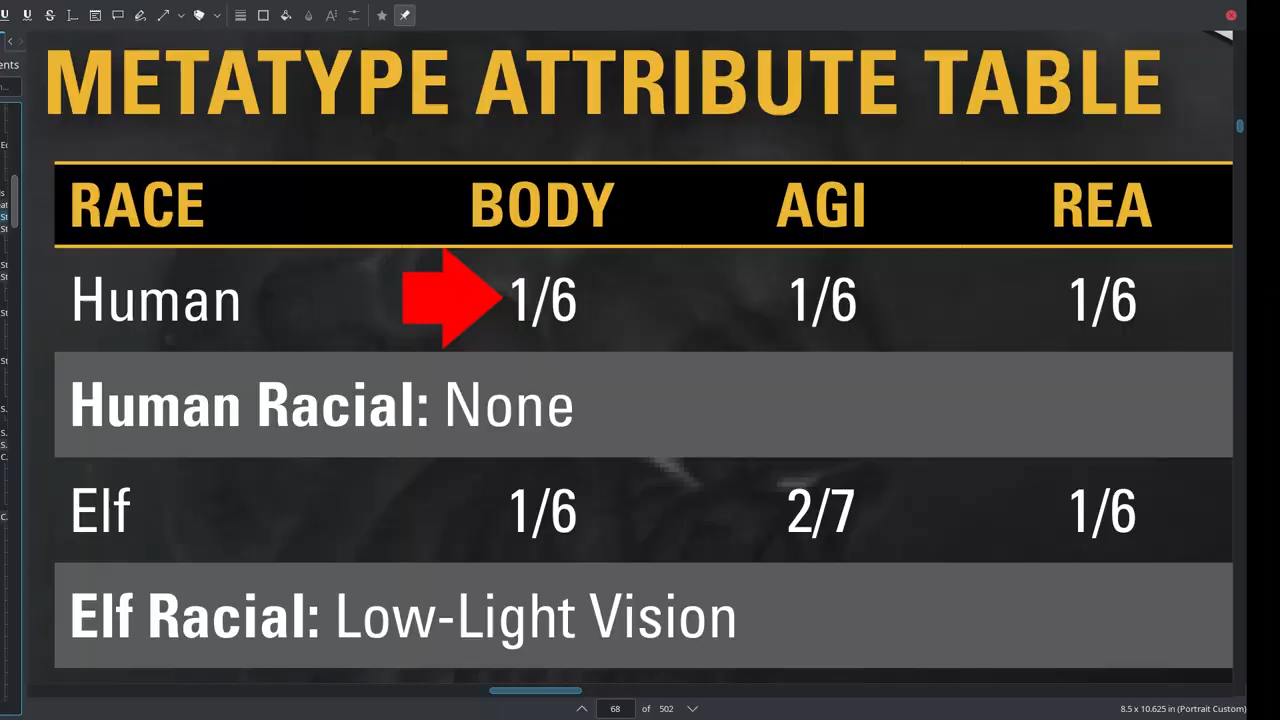 METATYPE ATTRIBUTE TABLE
RACE BODY AGI REA
Human 1/6 1/6 1/6
Human Racial: None
Elf 1/6 2/7 1/6
Elf Racial: Low-Light Vision
68 of 502
8.5 x 10.625 in (Portrait Custom)